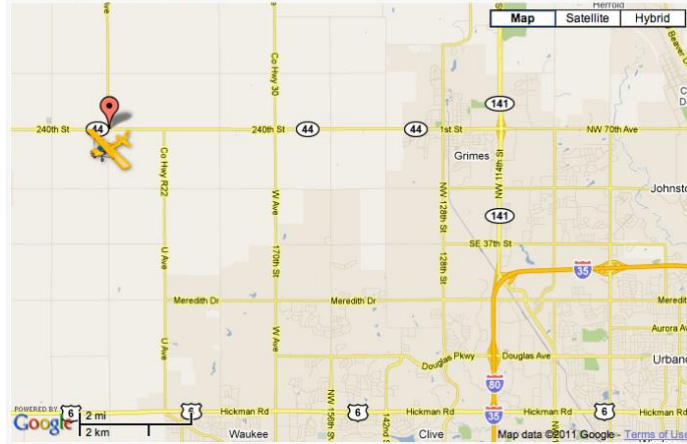 Herrold
Map Satellite Hybrid
Ave
Co Hwy 30
141
240th St 44 240th St 44 44 1st St NW 70th Ave
Grimes
Co Hwy R22
NW 128th St
NW 114th St
Johnsto
141
W Ave
170th St
U Ave
128th St
SE 37th St
35
Meredith Dr Meredith Dr Meredit
W Ave
U Ave
Aurora Av
Douglas Pkwy Douglas Ave
Urban
80
NW 156th St
142nd St
POWERED BY
Google
6 6 Hickman Rd 6 Hickman Rd 35 Hickman Rd 6 Hickman Rd
2 mi
2 km
Waukee Clive
Map data ©2011 Google - Terms of Use